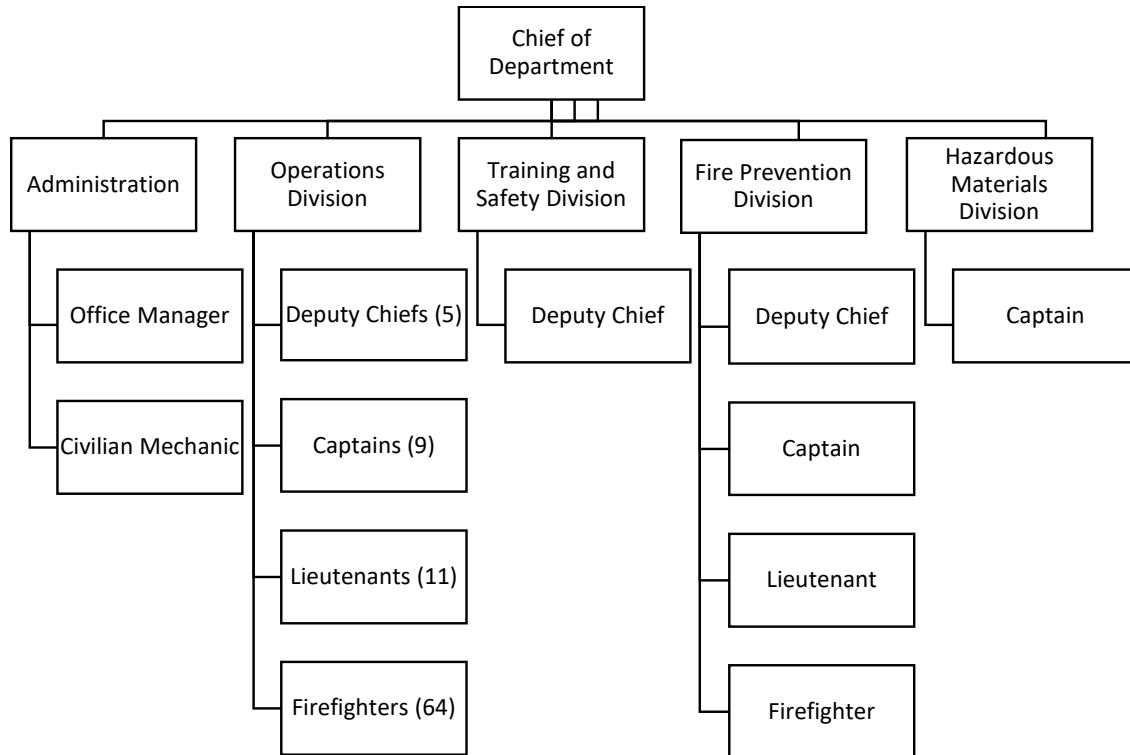 Chief of
Department
Administration
Operations
Division
Training and
Safety Division
Fire Prevention
Division
Hazardous
Materials
Division
Office Manager
Deputy Chiefs (5)
Deputy Chief
Deputy Chief
Captain
Civilian Mechanic
Captains (9)
Captain
Lieutenants (11)
Lieutenant
Firefighters (64)
Firefighter